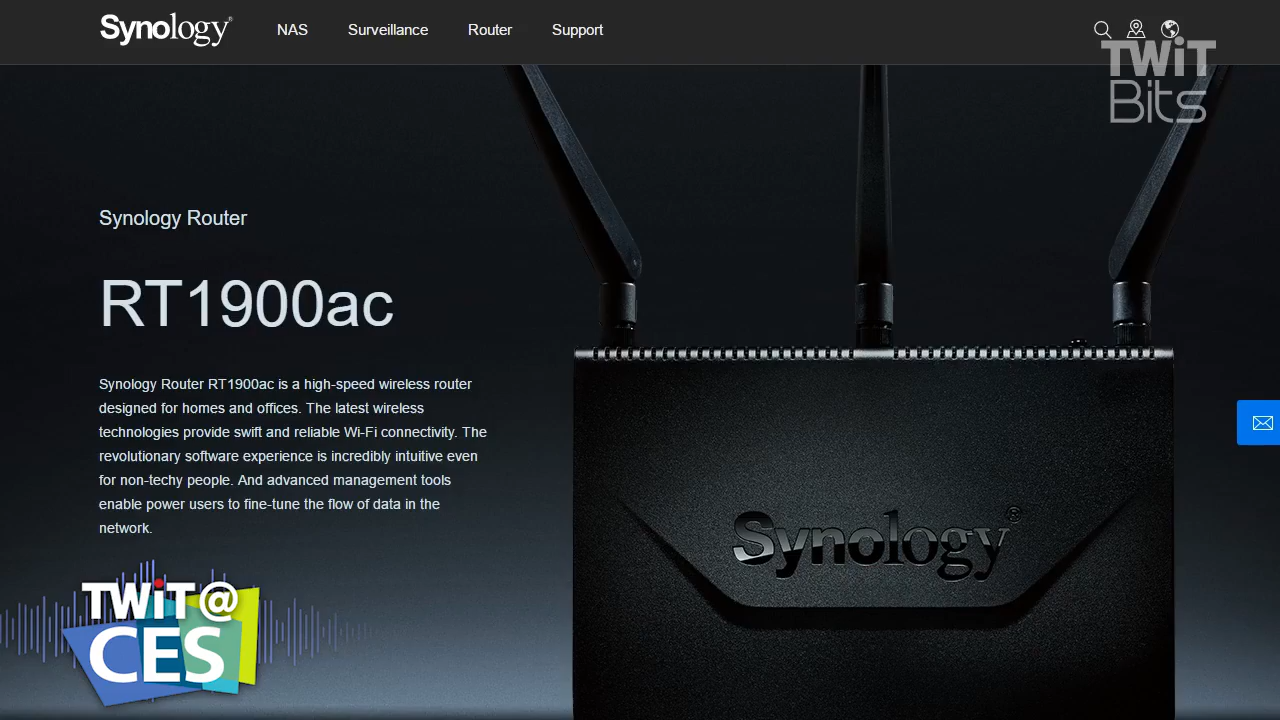 Synology®
NAS
Surveillance
Router
Support
TWiT
Bits
Synology Router
RT1900ac
Synology Router RT1900ac is a high-speed wireless router
designed for homes and offices. The latest wireless
technologies provide swift and reliable Wi-Fi connectivity. The
revolutionary software experience is incredibly intuitive even
for non-techy people. And advanced management tools
enable power users to fine-tune the flow of data in the
network.
Synology®
TWiT@
CES